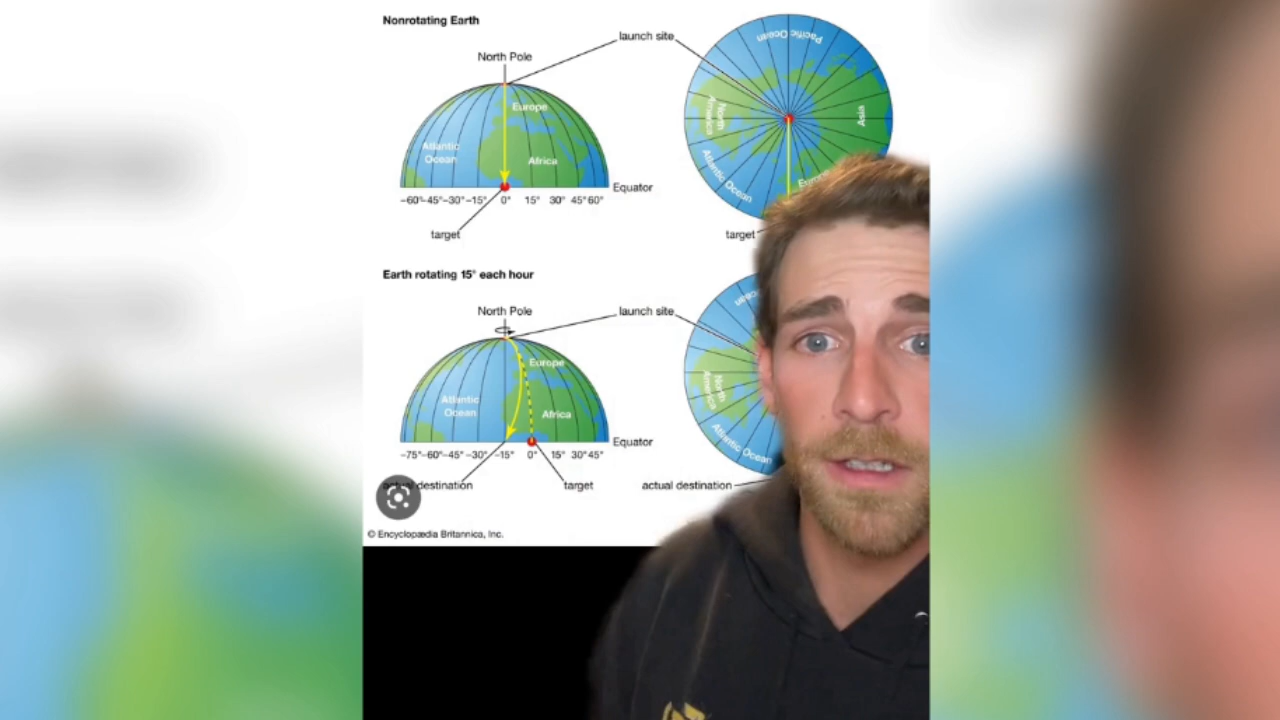 Nonrotating Earth
launch site
North Pole
Europe
Atlantic
Ocean
Africa
Equator
−60°−45°−30°−15° 0° 15° 30° 45°60°
target
Pacific Ocean
North
America
Asia
Atlantic Ocean
Europe
target
Earth rotating 15° each hour
North Pole
launch site
Europe
Atlantic
Ocean
Africa
Equator
−75°−60°−45°−30° −15° 0° 15° 30°45°
actual destination
target
North
America
Atlantic Ocean
actual destination
© Encyclopædia Britannica, Inc.